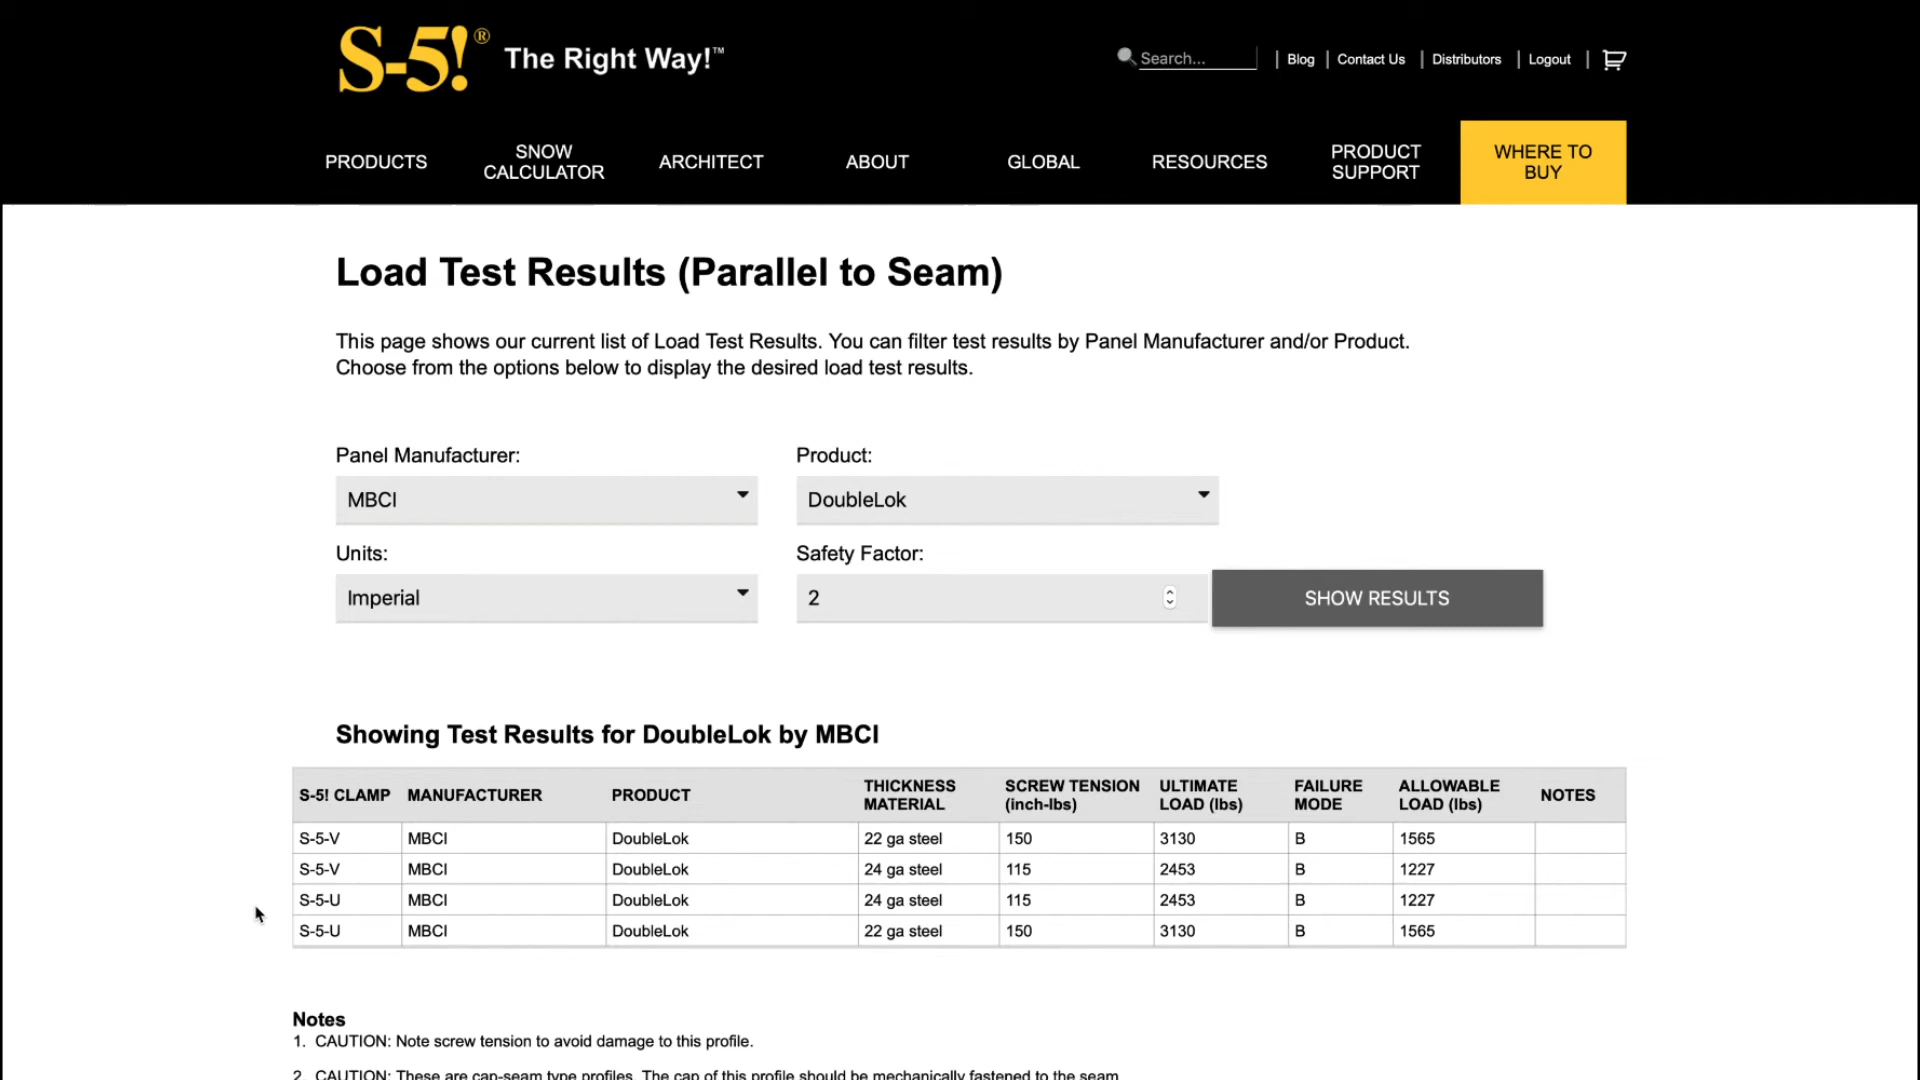 S-5!® The Right Way!™
Search... | Blog | Contact Us | Distributors | Logout |
PRODUCTS
SNOW
CALCULATOR
ARCHITECT
ABOUT
GLOBAL
RESOURCES
PRODUCT
SUPPORT
WHERE TO
BUY
Load Test Results (Parallel to Seam)
This page shows our current list of Load Test Results. You can filter test results by Panel Manufacturer and/or Product.
Choose from the options below to display the desired load test results.
Panel Manufacturer: Product:
MBCI DoubleLok
Units: Safety Factor:
Imperial 2 SHOW RESULTS
Showing Test Results for DoubleLok by MBCI
S-5! CLAMP MANUFACTURER PRODUCT THICKNESS MATERIAL SCREW TENSION (inch-lbs) ULTIMATE LOAD (lbs) FAILURE MODE ALLOWABLE LOAD (lbs) NOTES
S-5-V MBCI DoubleLok 22 ga steel 150 3130 B 1565
S-5-V MBCI DoubleLok 24 ga steel 115 2453 B 1227
S-5-U MBCI DoubleLok 24 ga steel 115 2453 B 1227
S-5-U MBCI DoubleLok 22 ga steel 150 3130 B 1565
Notes
1. CAUTION: Note screw tension to avoid damage to this profile.
2. CAUTION: These are cap-seam type profiles. The cap of this profile should be mechanically fastened to the seam